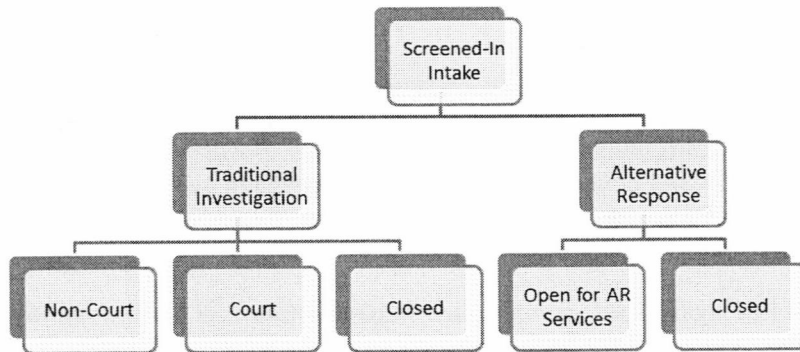 Screened-In
Intake
Traditional
Investigation
Alternative
Response
Non-Court
Court
Closed
Open for AR
Services
Closed